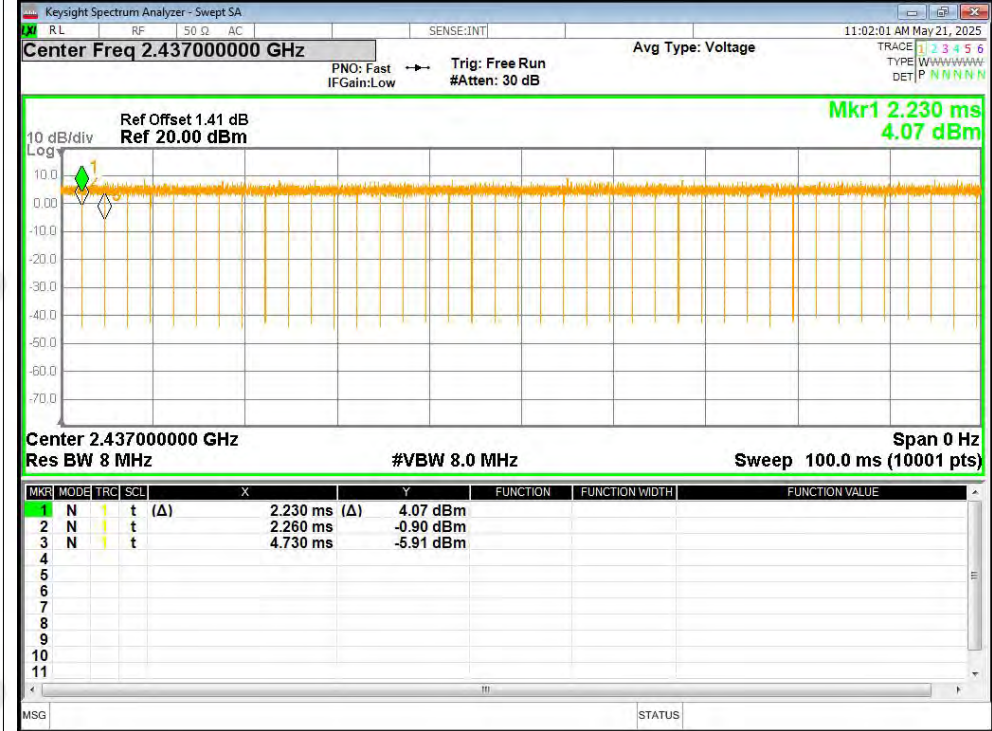 Keysight Spectrum Analyzer - Swept SA
LXI RL RF 50 Ω AC SENSE:INT 11:02:01 AM May 21, 2025
Center Freq 2.437000000 GHz Avg Type: Voltage TRACE 1 2 3 4 5 6
PNO: Fast Trig: Free Run TYPE WWWWWW
IFGain:Low #Atten: 30 dB DET P N N N N N
Mkr1 2.230 ms
Ref Offset 1.41 dB
10 dB/div Ref 20.00 dBm 4.07 dBm
Log
1
10.0
0.00
-10.0
-20.0
-30.0
-40.0
-50.0
-60.0
-70.0
Center 2.437000000 GHz Span 0 Hz
Res BW 8 MHz #VBW 8.0 MHz Sweep 100.0 ms (10001 pts)
MKR MODE TRC SCL X Y FUNCTION FUNCTION WIDTH FUNCTION VALUE
1 N 1 t (Δ) 2.230 ms (Δ) 4.07 dBm
2 N 1 t 2.260 ms -0.90 dBm
3 N 1 t 4.730 ms -5.91 dBm
4
5
6
7
8
9
10
11
MSG STATUS